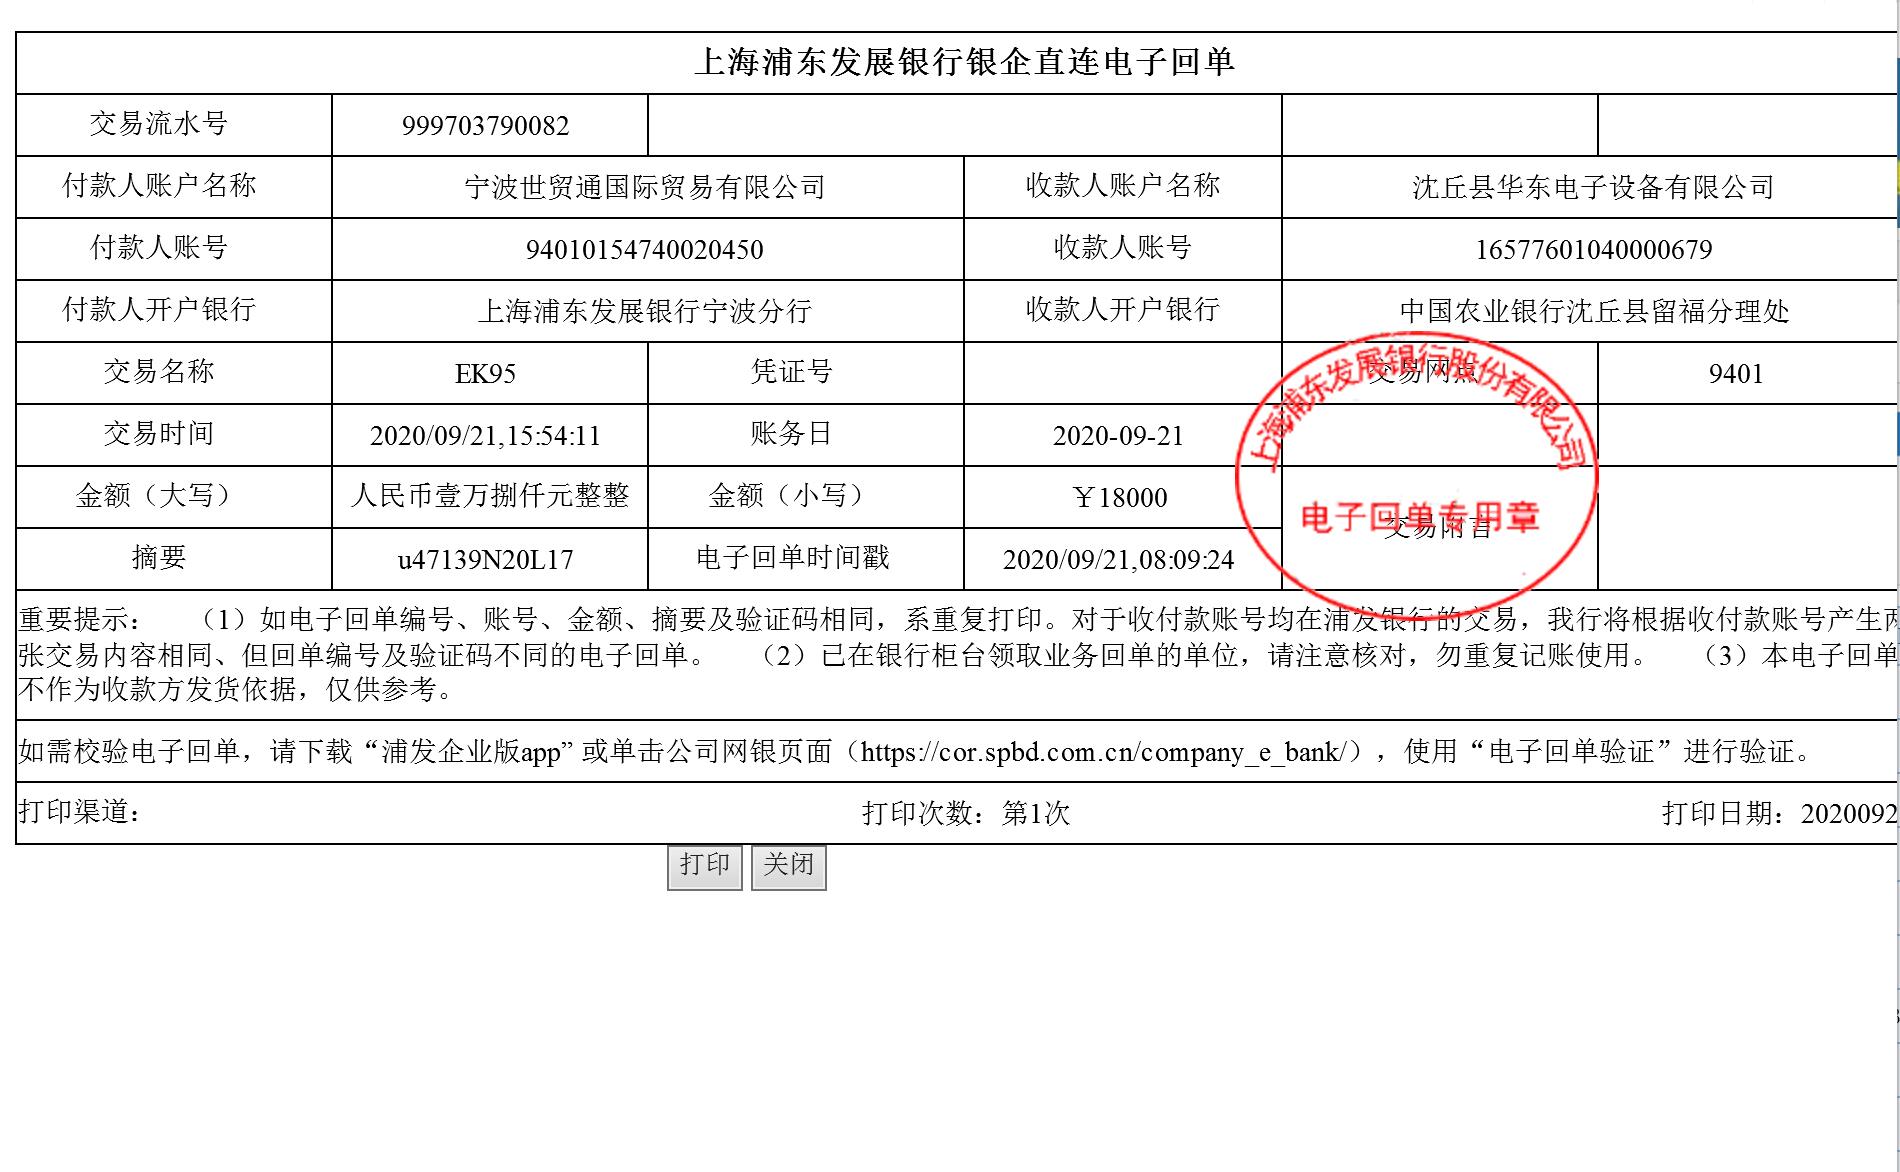 上海浦东发展银行银企直连电子回单
交易流水号 999703790082
付款人账户名称 宁波世贸通国际贸易有限公司 收款人账户名称 沈丘县华东电子设备有限公司
付款人账号 94010154740020450 收款人账号 16577601040000679
付款人开户银行 上海浦东发展银行宁波分行 收款人开户银行 中国农业银行沈丘县留福分理处
交易名称 EK95 凭证号 交易网点 9401
交易时间 2020/09/21,15:54:11 账务日 2020-09-21
金额（大写） 人民币壹万捌仟元整整 金额（小写） ￥18000
交易附言
摘要 u47139N20L17 电子回单时间戳 2020/09/21,08:09:24
上海浦东发展银行股份有限公司
电子回单专用章
重要提示： （1）如电子回单编号、账号、金额、摘要及验证码相同，系重复打印。对于收付款账号均在浦发银行的交易，我行将根据收付款账号产生两
张交易内容相同、但回单编号及验证码不同的电子回单。 （2）已在银行柜台领取业务回单的单位，请注意核对，勿重复记账使用。 （3）本电子回单
不作为收款方发货依据，仅供参考。
如需校验电子回单，请下载“浦发企业版app” 或单击公司网银页面（https://cor.spbd.com.cn/company_e_bank/），使用“电子回单验证”进行验证。
打印渠道： 打印次数：第1次 打印日期：2020092
打印 关闭